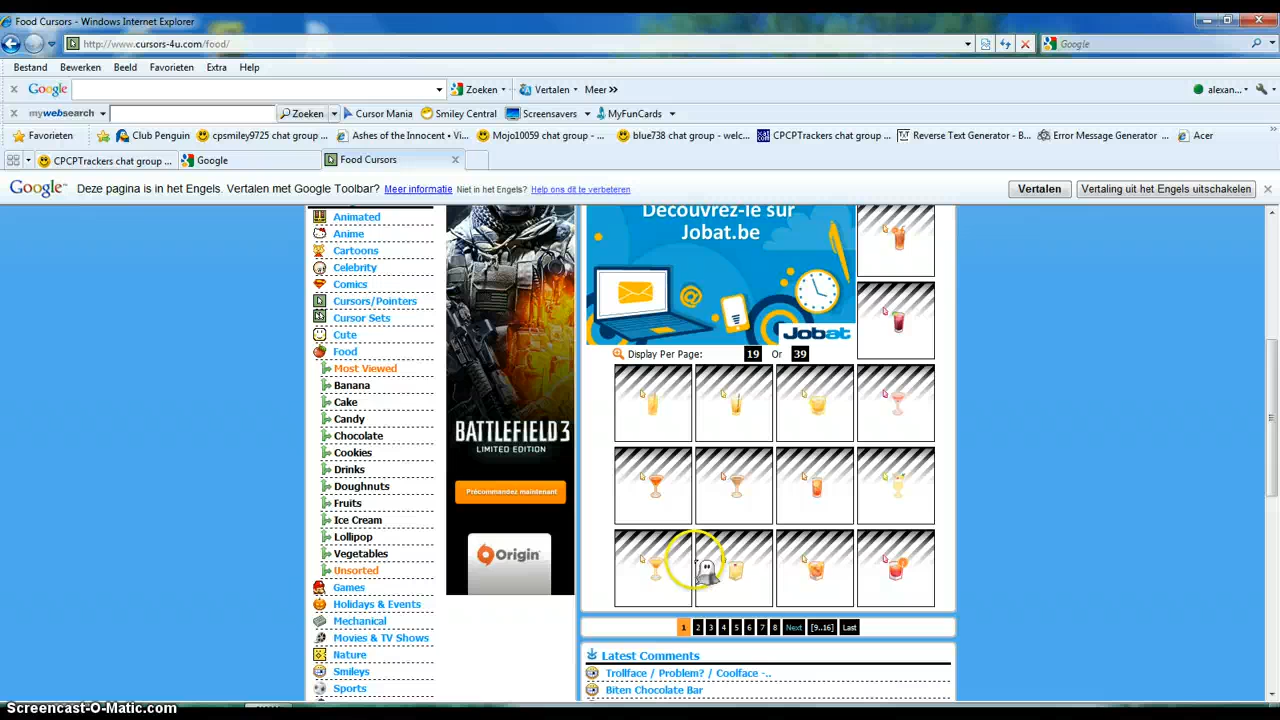 Food Cursors - Windows Internet Explorer
http://www.cursors-4u.com/food/
Google
Bestand Bewerken Beeld Favorieten Extra Help
x Google Zoeken Vertalen Meer » alexan...
x mywebsearch Zoeken Cursor Mania Smiley Central Screensavers MyFunCards
Favorieten Club Penguin cpsmiley9725 chat group ... Ashes of the Innocent • Vi... Mojo10059 chat group - ... blue738 group - welc... CPCPTrackers chat group ... Reverse Text Generator - B... Error Message Generator ... Acer
CPCPTrackers chat group ... Google Food Cursors x
Google™ Deze pagina is in het Engels. Vertalen met Google Toolbar? Meer informatie Niet in het Engels? Help ons dit te verbeteren Vertalen Vertaling uit het Engels uitschakelen x
Animated
Anime
Cartoons
Celebrity
Comics
Cursors/Pointers
Cursor Sets
Cute
Food
Most Viewed
Banana
Cake
Candy
Chocolate
Cookies
Drinks
Doughnuts
Fruits
Ice Cream
Lollipop
Vegetables
Unsorted
Games
Holidays & Events
Mechanical
Movies & TV Shows
Nature
Smileys
Sports
BATTLEFIELD 3
LIMITED EDITION
Précommandez maintenant
Origin
Découvrez-le sur
Jobat.be
Jobat
Display Per Page: 19 Or 39
1 2 3 4 5 6 7 8 Next [9..16] Last
Latest Comments
Trollface / Problem? / Coolface -..
Biten Chocolate Bar
Screencast-O-Matic.com